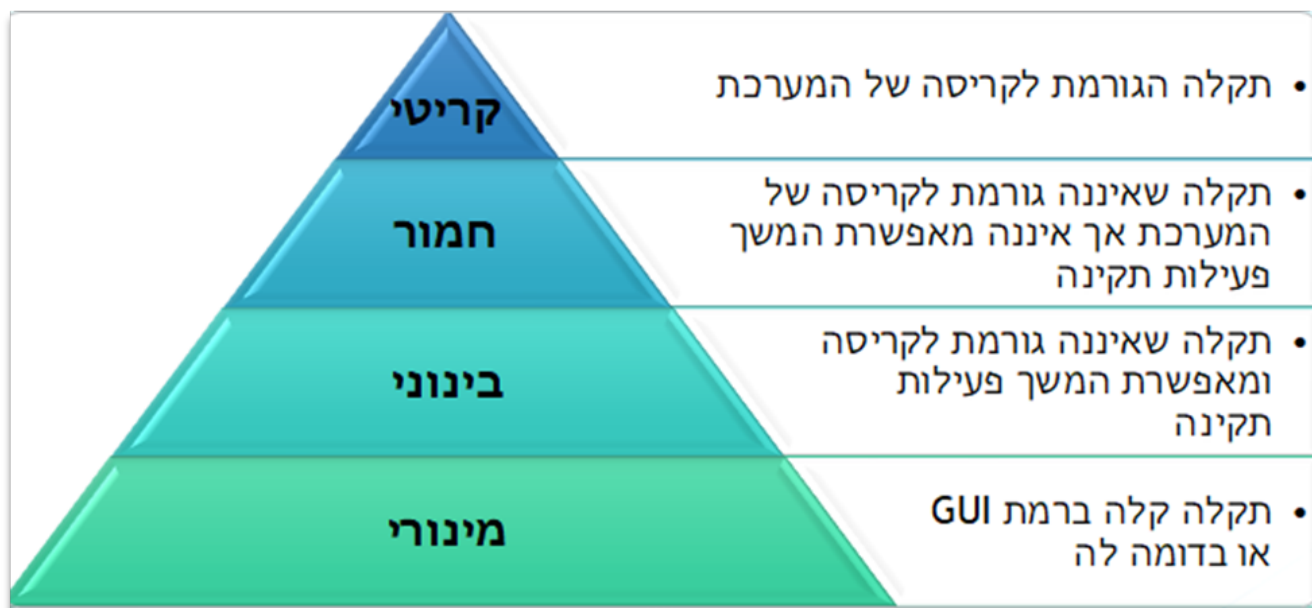 קריטי
• תקלה הגורמת לקריסה של המערכת
חמור
• תקלה שאיננה גורמת לקריסה של
המערכת אך איננה מאפשרת המשך
פעילות תקינה
בינוני
• תקלה שאיננה גורמת לקריסה
ומאפשרת המשך פעילות
תקינה
מינורי
• תקלה קלה ברמת GUI
או בדומה לה